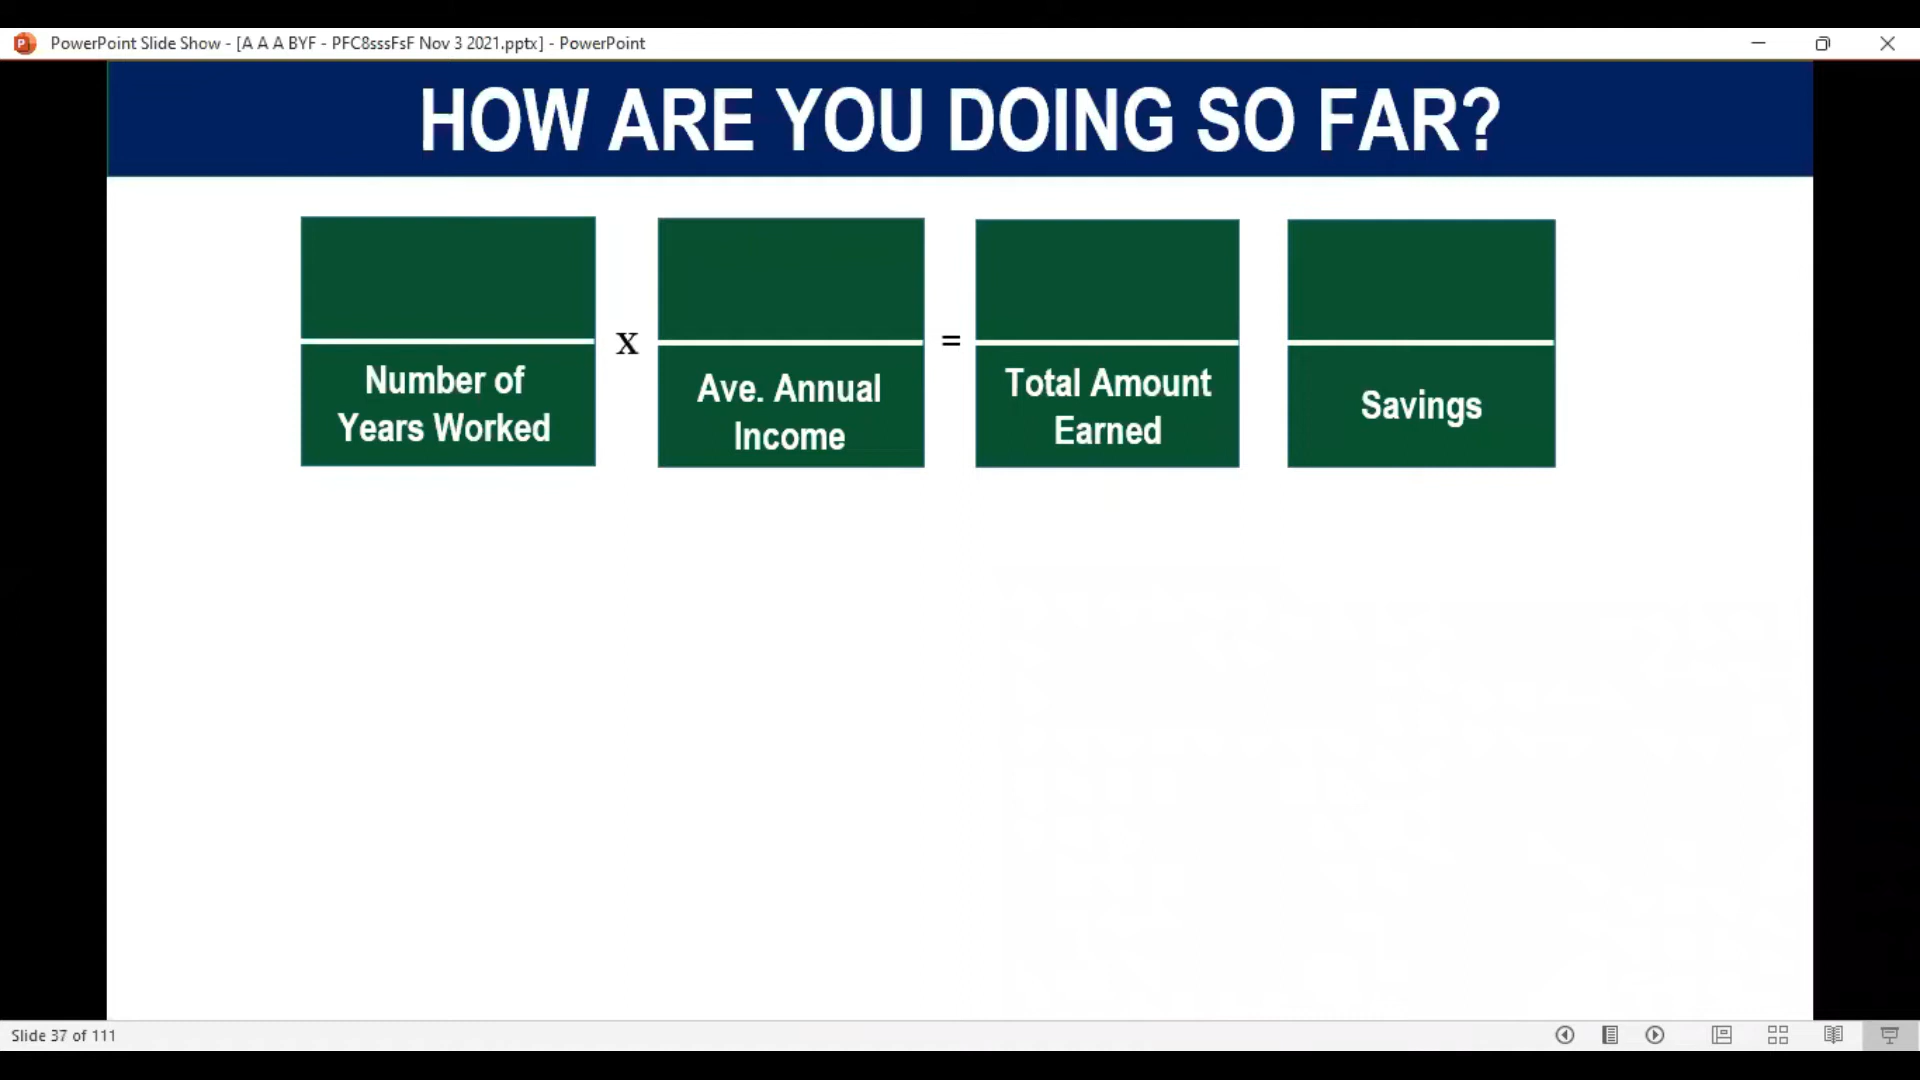 PowerPoint Slide Show - [A A A BYF - PFC8sssFsF Nov 3 2021.pptx] - PowerPoint
HOW ARE YOU DOING SO FAR?
Number of
Years Worked
x
Ave. Annual
Income
=
Total Amount
Earned
Savings
Slide 37 of 111